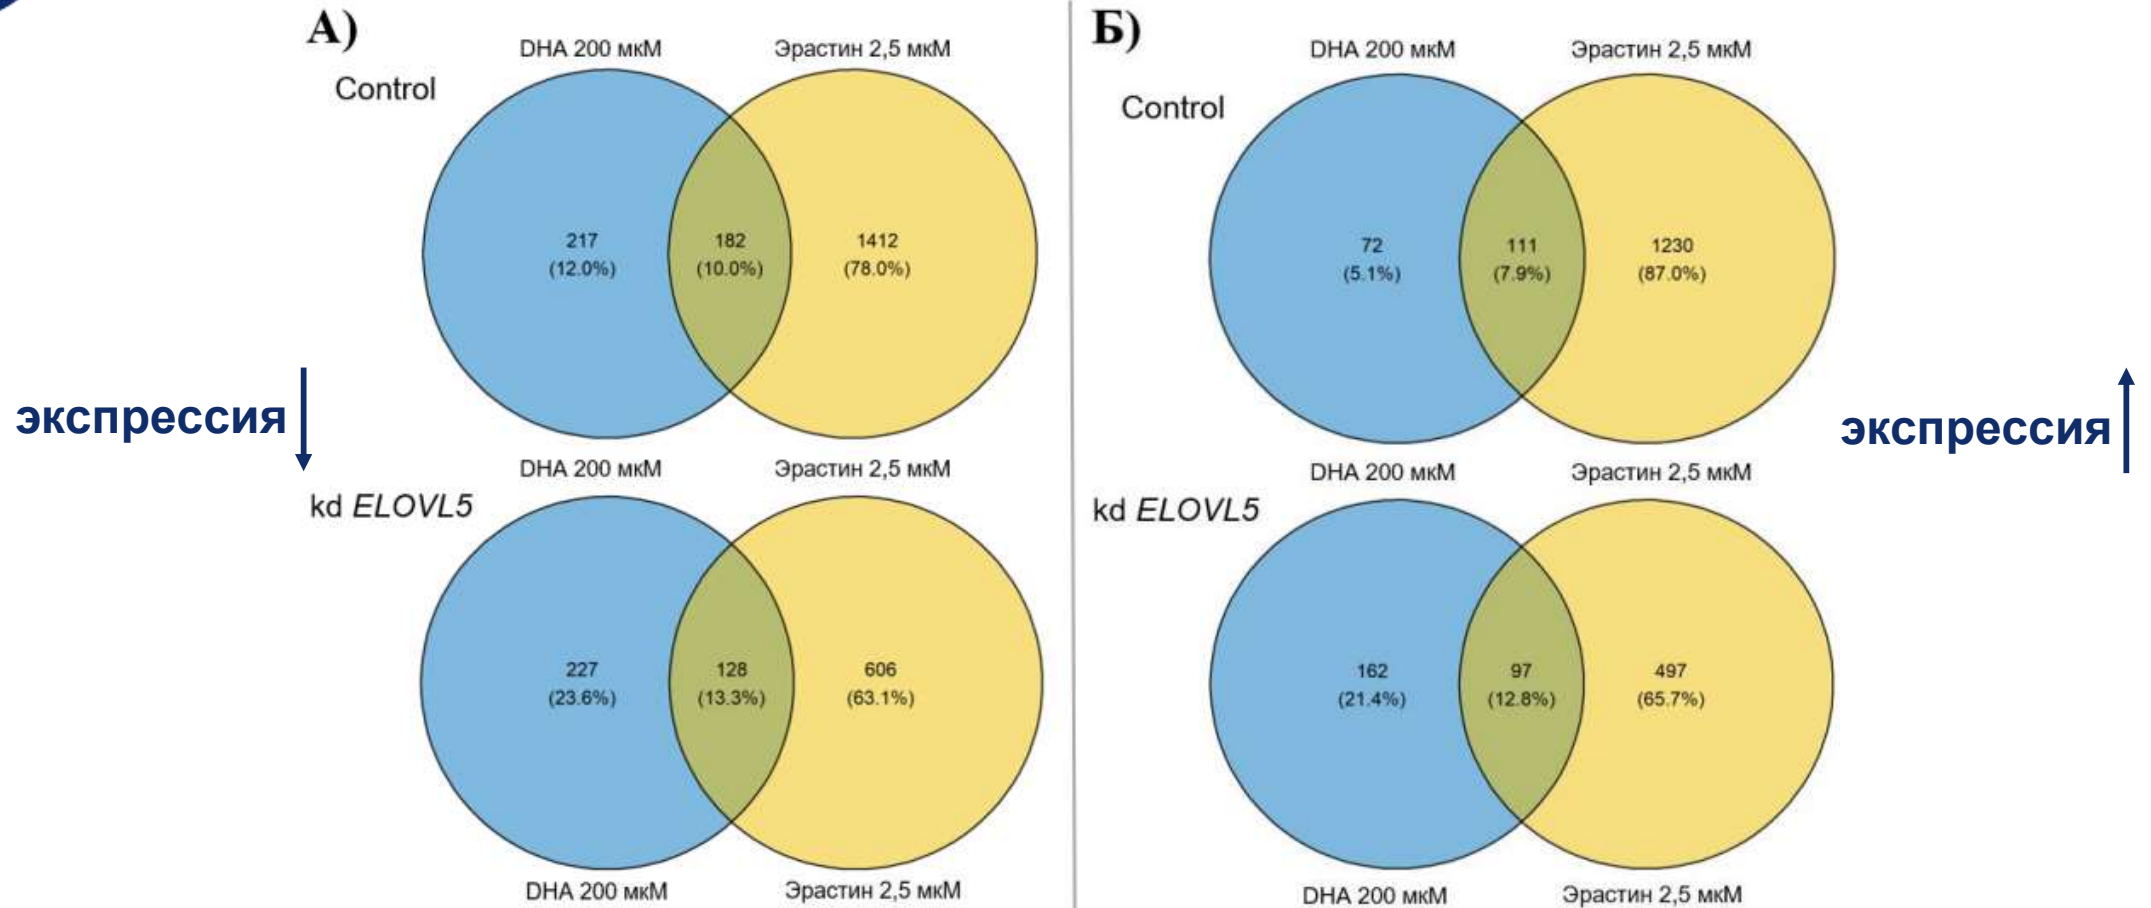 А)
DHA 200 мкМ Эрастин 2,5 мкМ
Control
217 182 1412
(12.0%) (10.0%) (78.0%)
экспрессия
DHA 200 мкМ Эрастин 2,5 мкМ
kd ELOVL5
227 128 606
(23.6%) (13.3%) (63.1%)
DHA 200 мкМ Эрастин 2,5 мкМ
Б)
DHA 200 мкМ Эрастин 2,5 мкМ
Control
72 111 1230
(5.1%) (7.9%) (87.0%)
экспрессия
DHA 200 мкМ Эрастин 2,5 мкМ
kd ELOVL5
162 97 497
(21.4%) (12.8%) (65.7%)
DHA 200 мкМ Эрастин 2,5 мкМ